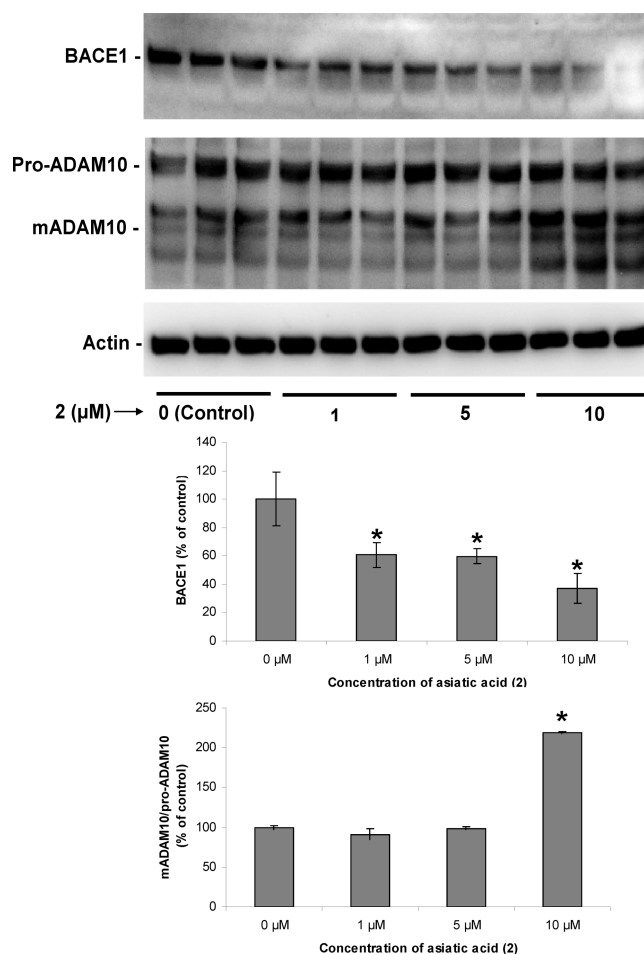 BACE1 -
Pro-ADAM10 -
mADAM10 -
Actin -
2 (µM) → 0 (Control) 1 5 10
140
120
100
80
60
40
20
0
BACE1 (% of control)
* * *
0 µM 1 µM 5 µM 10 µM
Concentration of asiatic acid (2)
250
200
150
100
50
0
mADAM10/pro-ADAM10
(% of control)
*
0 µM 1 µM 5 µM 10 µM
Concentration of asiatic acid (2)